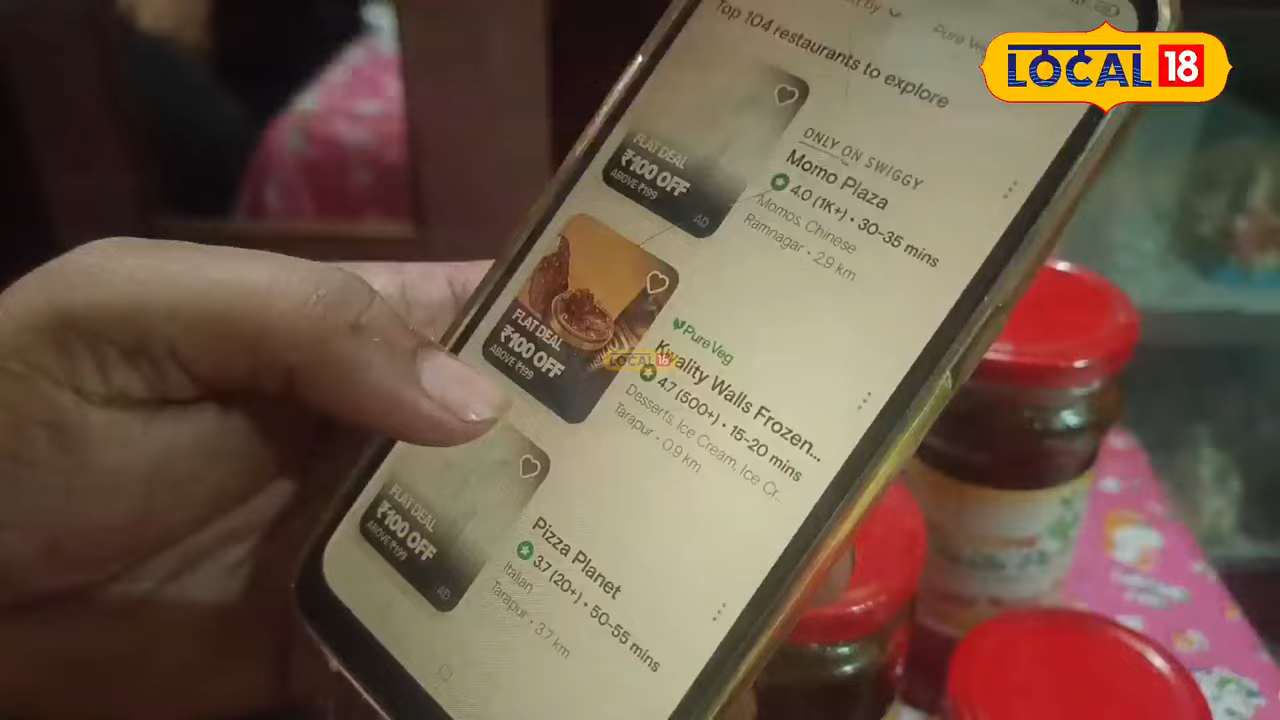 LOCAL 18
Pure Veg
Top 104 restaurants to explore
FLAT DEAL
₹100 OFF
ABOVE ₹199
AD
ONLY ON SWIGGY
Momo Plaza
4.0 (1K+) • 30-35 mins
Momos, Chinese
Ramnagar • 2.9 km
FLAT DEAL
₹100 OFF
ABOVE ₹199
Pure Veg
Kwality Walls Frozen...
4.7 (500+) • 15-20 mins
Desserts, Ice Cream, Ice Cr...
Tarapur • 0.9 km
LOCAL 18
FLAT DEAL
₹100 OFF
ABOVE ₹199
AD
Pizza Planet
3.7 (20+) • 50-55 mins
Italian
Tarapur • 3.7 km